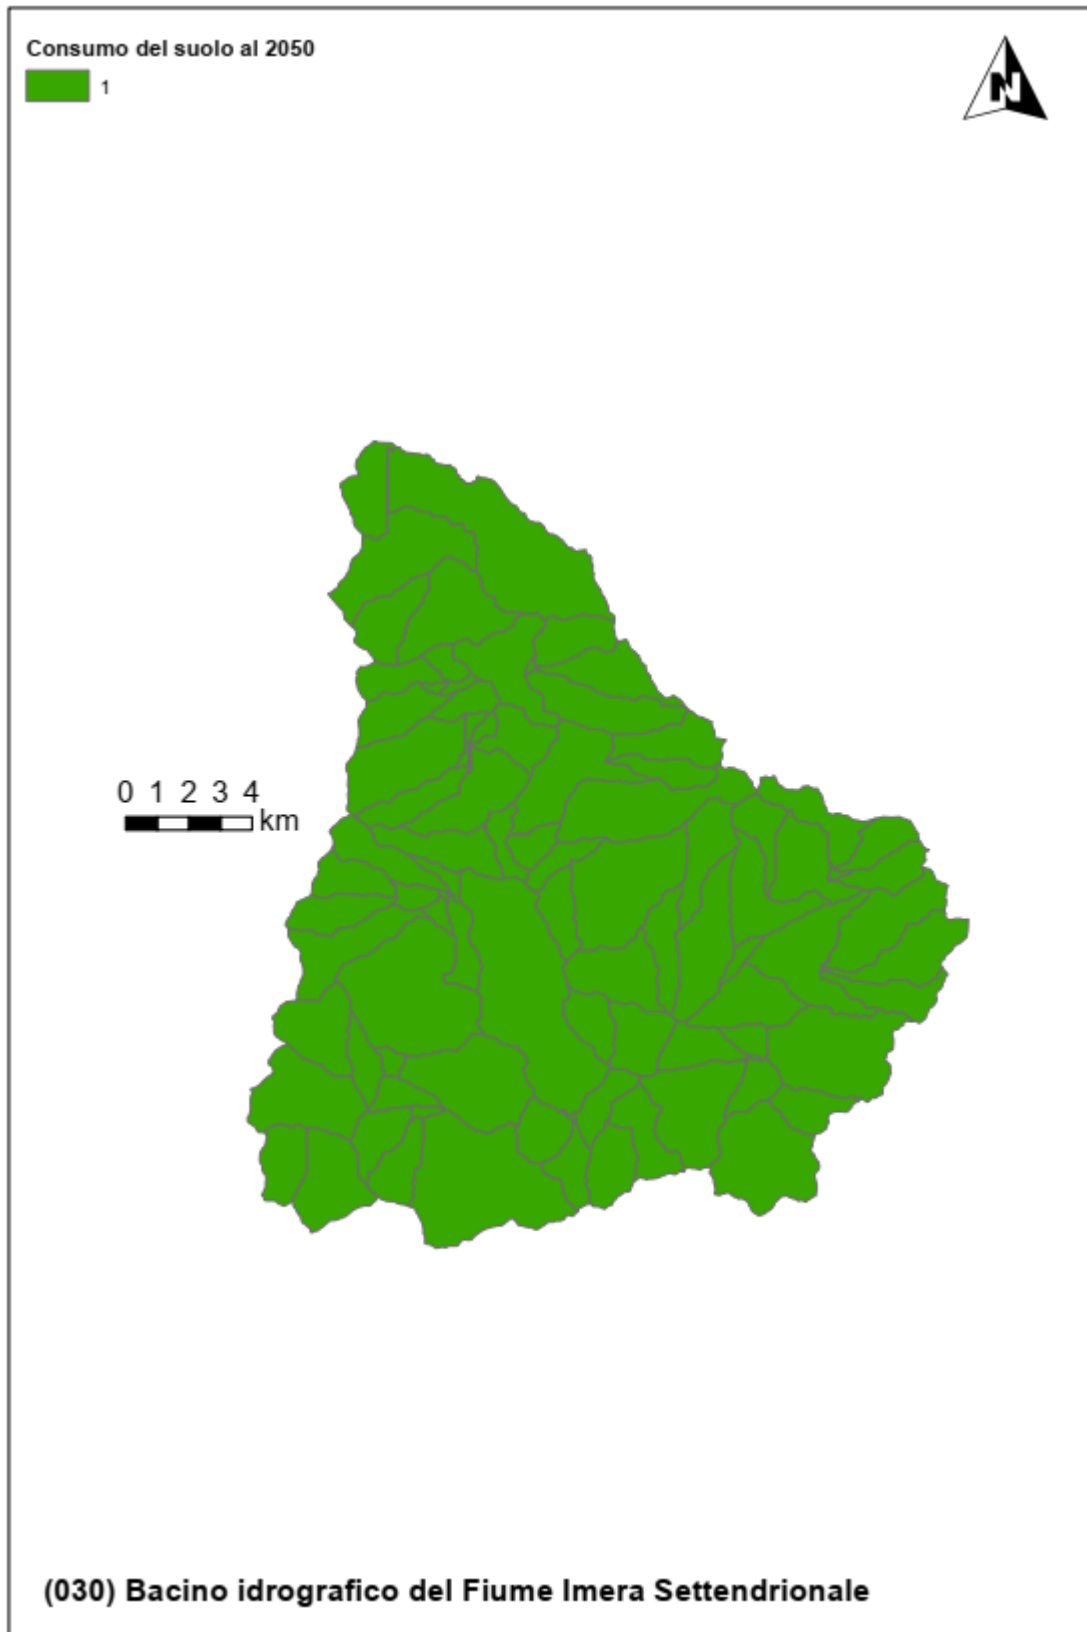 Consumo del suolo al 2050
1
N
0 1 2 3 4
km
(030) Bacino idrografico del Fiume Imera Settendrionale